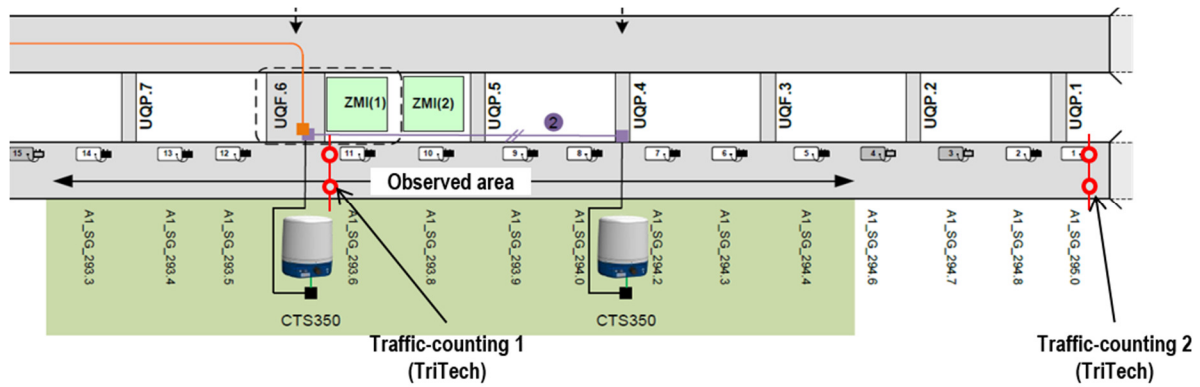 UQP.7
UQF.6
ZMI(1)
ZMI(2)
UQP.5
UQP.4
UQF.3
UQP.2
UQP.1
2
15
14
13
12
11
10
9
8
7
6
5
4
3
2
1
Observed area
A1_SG_293.3
A1_SG_293.4
A1_SG_293.5
A1_SG_293.6
A1_SG_293.8
A1_SG_293.9
A1_SG_294.0
A1_SG_294.2
A1_SG_294.3
A1_SG_294.4
A1_SG_294.6
A1_SG_294.7
A1_SG_294.8
A1_SG_295.0
CTS350
CTS350
Traffic-counting 1
(TriTech)
Traffic-counting 2
(TriTech)